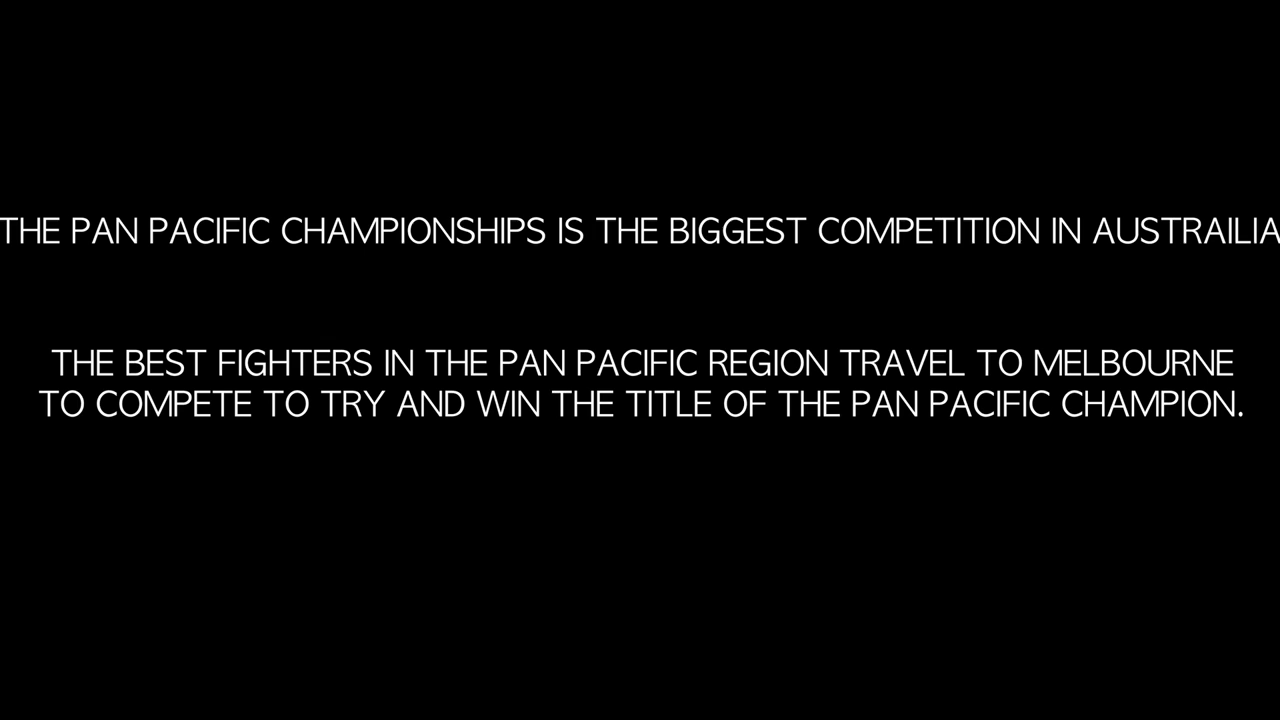 THE PAN PACIFIC CHAMPIONSHIPS IS THE BIGGEST COMPETITION IN AUSTRAILIA
THE BEST FIGHTERS IN THE PAN PACIFIC REGION TRAVEL TO MELBOURNE
TO COMPETE TO TRY AND WIN THE TITLE OF THE PAN PACIFIC CHAMPION.